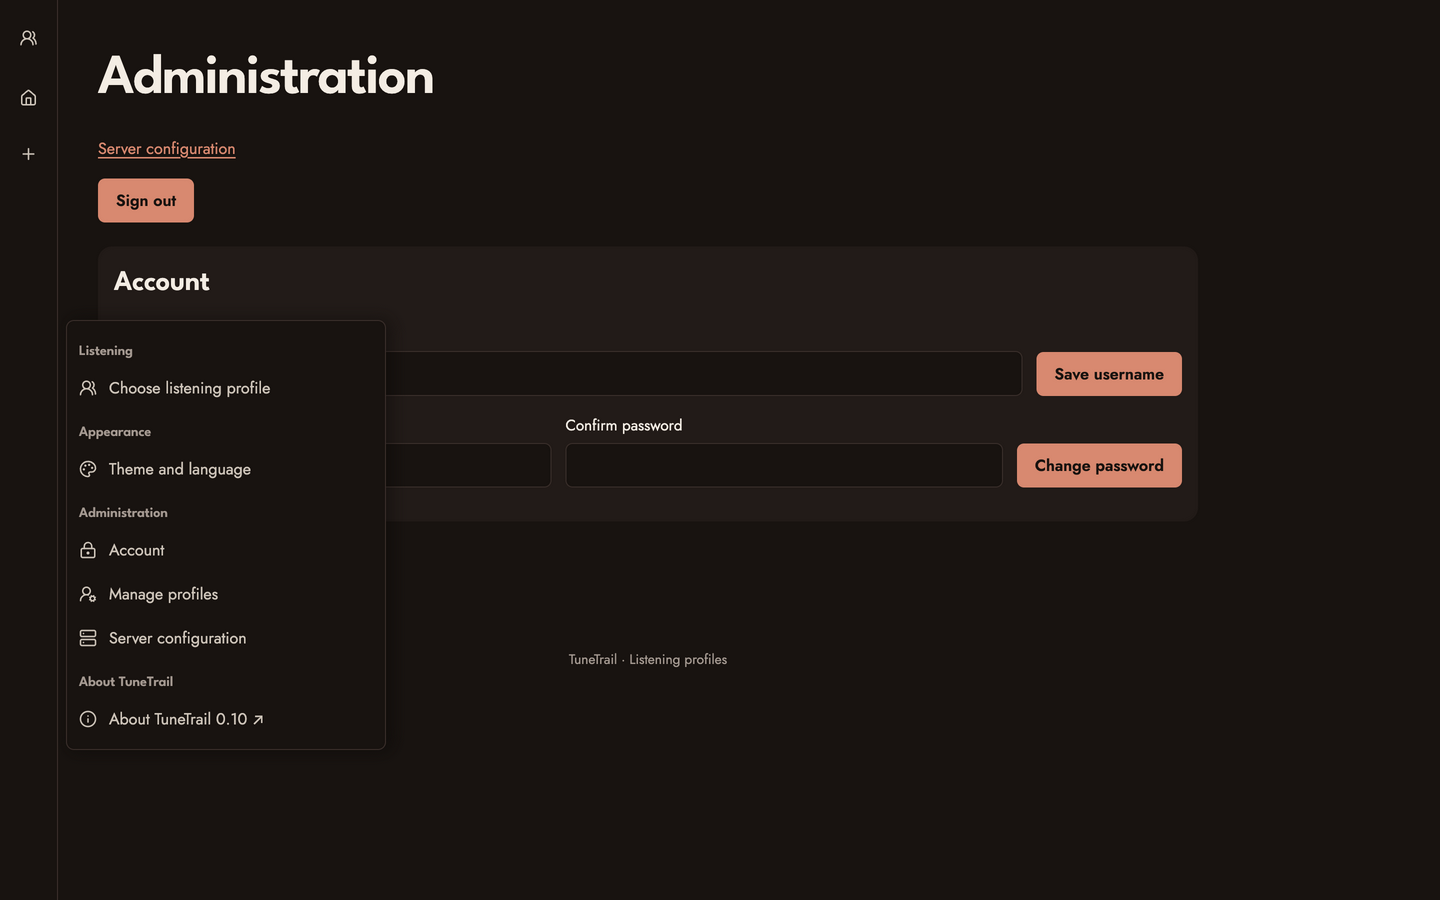 Administration
Server configuration
Sign out
Account
Save username
Confirm password
Change password
Listening
Choose listening profile
Appearance
Theme and language
Administration
Account
Manage profiles
Server configuration
About TuneTrail
About TuneTrail 0.10 ↗
TuneTrail · Listening profiles